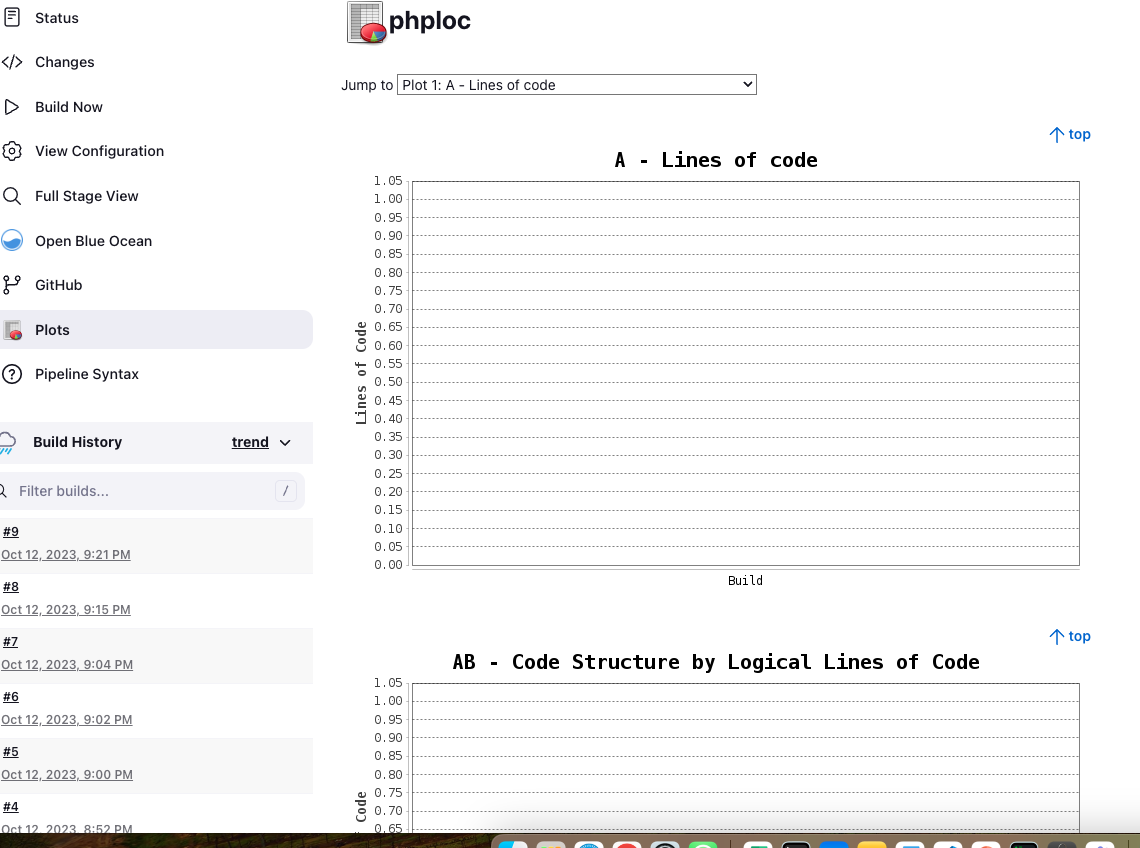 Status
Changes
Build Now
View Configuration
Full Stage View
Open Blue Ocean
GitHub
Plots
Pipeline Syntax
Build History trend
Filter builds... /
#9
Oct 12, 2023, 9:21 PM
#8
Oct 12, 2023, 9:15 PM
#7
Oct 12, 2023, 9:04 PM
#6
Oct 12, 2023, 9:02 PM
#5
Oct 12, 2023, 9:00 PM
#4
Oct 12, 2023, 8:52 PM
phploc
Jump to Plot 1: A - Lines of code
top
A - Lines of code
1.05
1.00
0.95
0.90
0.85
0.80
0.75
0.70
0.65
0.60
0.55
0.50
0.45
0.40
0.35
0.30
0.25
0.20
0.15
0.10
0.05
0.00
Lines of Code
Build
top
AB - Code Structure by Logical Lines of Code
1.05
1.00
0.95
0.90
0.85
0.80
0.75
0.70
0.65
Code